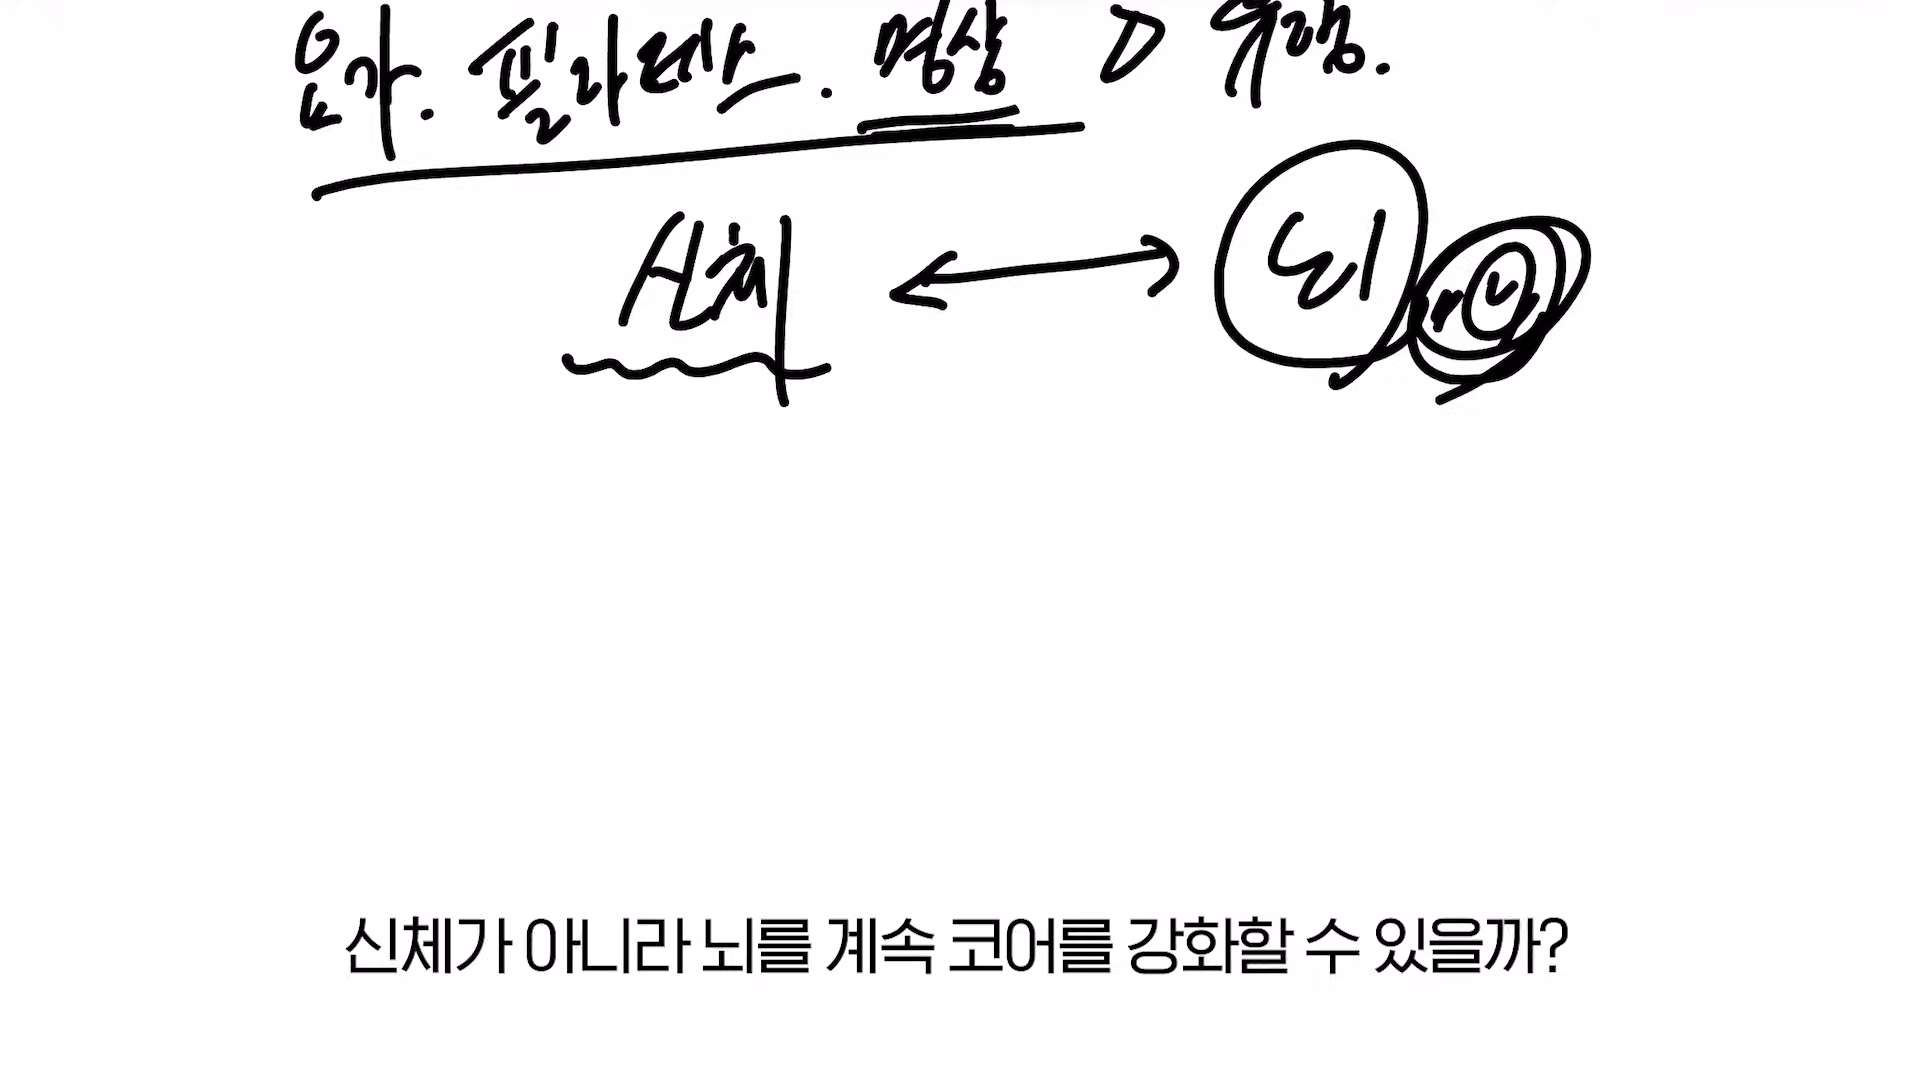 요가. 필라테스. 명상 → 유행.
신체 ↔ 뇌
신체가 아니라 뇌를 계속 코어를 강화할 수 있을까?